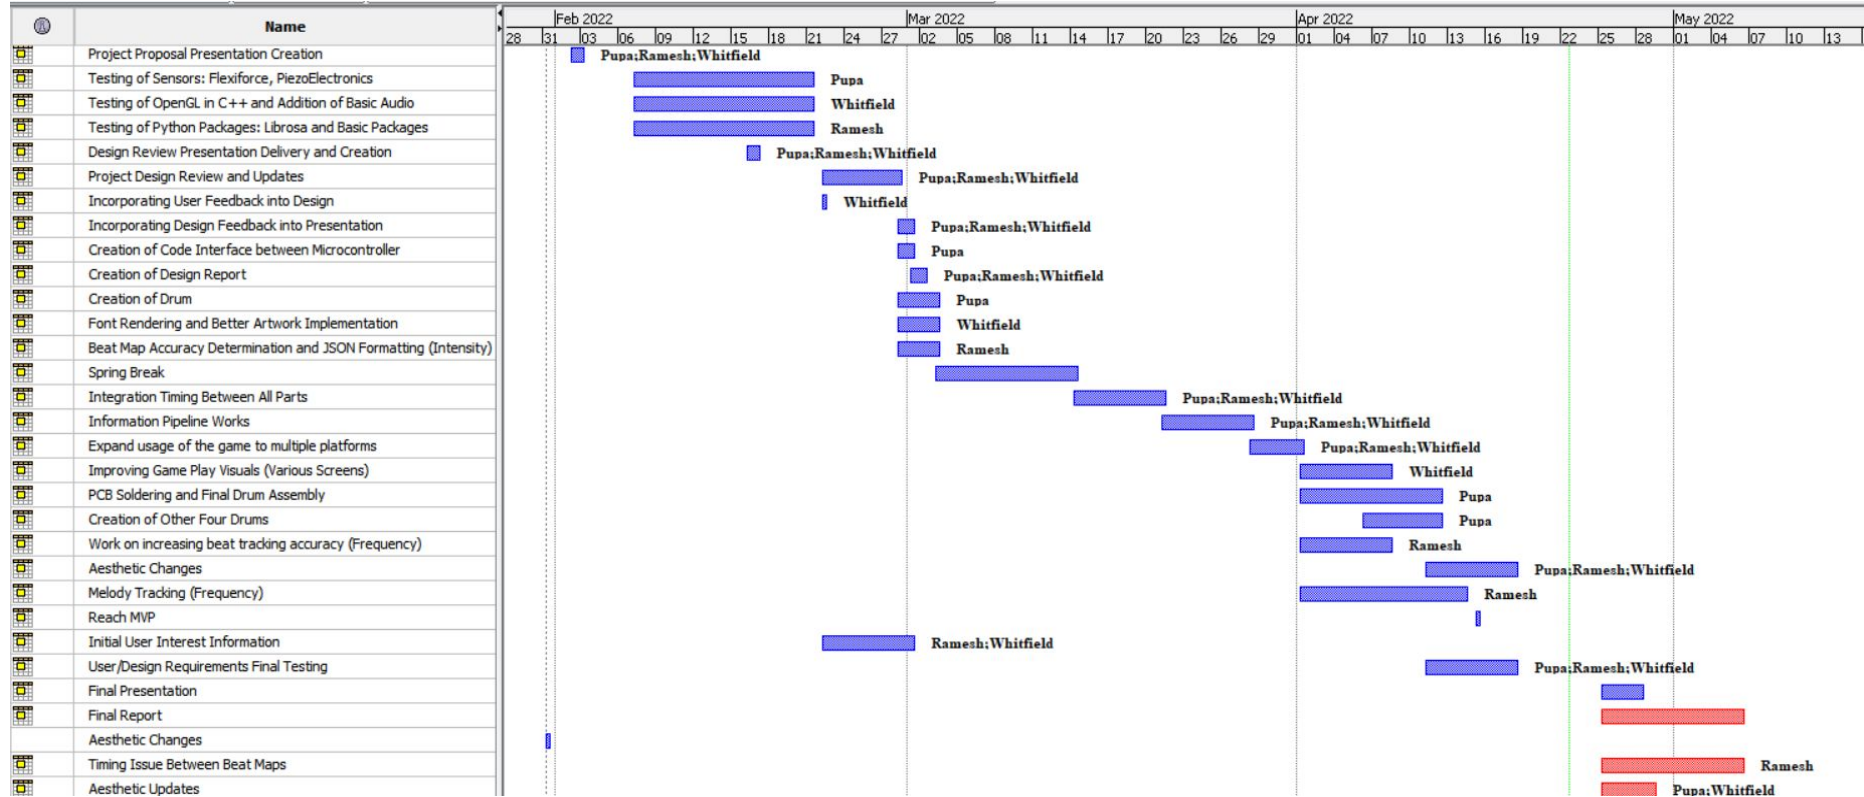 Name
Feb 2022 Mar 2022 Apr 2022 May 2022
28 31 03 06 09 12 15 18 21 24 27 02 05 08 11 14 17 20 23 26 29 01 04 07 10 13 16 19 22 25 28 01 04 07 10 13
Project Proposal Presentation Creation Pupa;Ramesh;Whitfield
Testing of Sensors: Flexiforce, PiezoElectronics Pupa
Testing of OpenGL in C++ and Addition of Basic Audio Whitfield
Testing of Python Packages: Librosa and Basic Packages Ramesh
Design Review Presentation Delivery and Creation Pupa;Ramesh;Whitfield
Project Design Review and Updates Pupa;Ramesh;Whitfield
Incorporating User Feedback into Design Whitfield
Incorporating Design Feedback into Presentation Pupa;Ramesh;Whitfield
Creation of Code Interface between Microcontroller Pupa
Creation of Design Report Pupa;Ramesh;Whitfield
Creation of Drum Pupa
Font Rendering and Better Artwork Implementation Whitfield
Beat Map Accuracy Determination and JSON Formatting (Intensity) Ramesh
Spring Break
Integration Timing Between All Parts Pupa;Ramesh;Whitfield
Information Pipeline Works Pupa;Ramesh;Whitfield
Expand usage of the game to multiple platforms Pupa;Ramesh;Whitfield
Improving Game Play Visuals (Various Screens) Whitfield
PCB Soldering and Final Drum Assembly Pupa
Creation of Other Four Drums Pupa
Work on increasing beat tracking accuracy (Frequency) Ramesh
Aesthetic Changes Pupa;Ramesh;Whitfield
Melody Tracking (Frequency) Ramesh
Reach MVP
Initial User Interest Information Ramesh;Whitfield
User/Design Requirements Final Testing Pupa;Ramesh;Whitfield
Final Presentation
Final Report
Aesthetic Changes
Timing Issue Between Beat Maps Ramesh
Aesthetic Updates Pupa;Whitfield